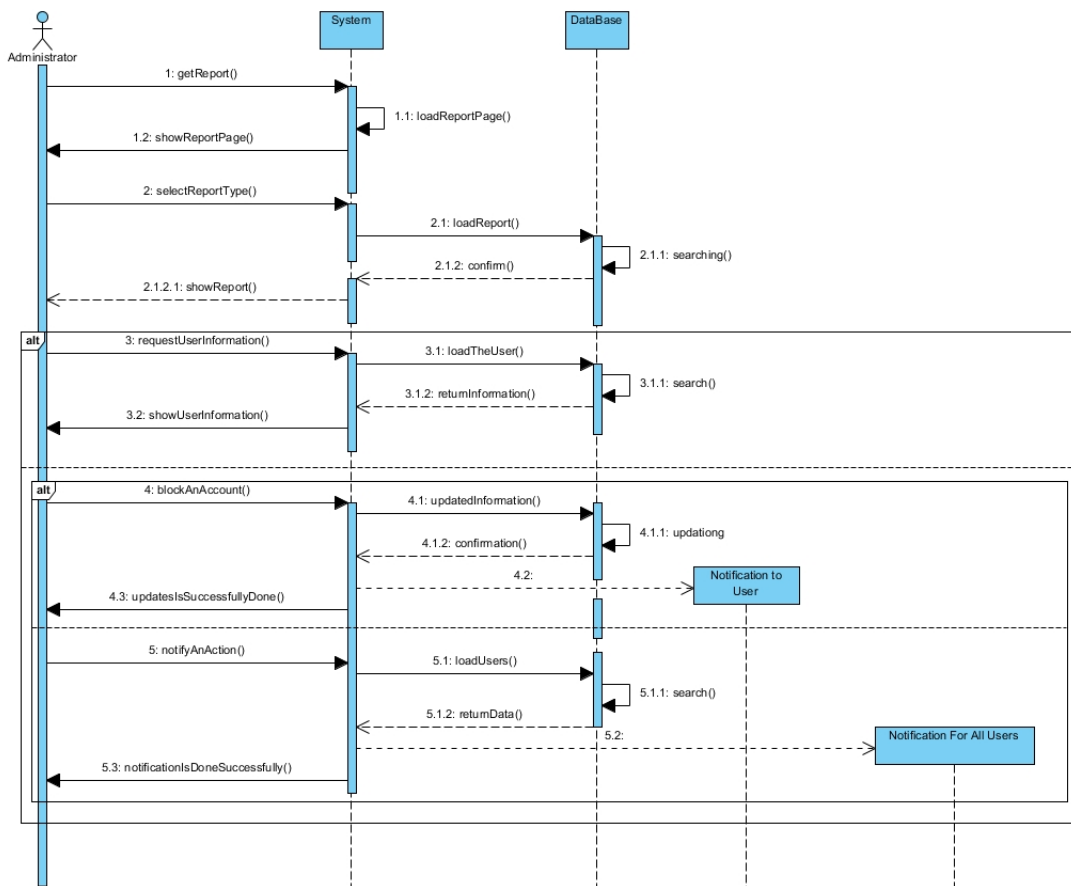 System
DataBase
Administrator
1: getReport()
1.1: loadReportPage()
1.2: showReportPage()
2: selectReportType()
2.1: loadReport()
2.1.1: searching()
2.1.2: confirm()
2.1.2.1: showReport()
alt
3: requestUserInformation()
3.1: loadTheUser()
3.1.1: search()
3.1.2: returnInformation()
3.2: showUserInformation()
alt
4: blockAnAccount()
4.1: updatedInformation()
4.1.1: updationg
4.1.2: confirmation()
4.2:
Notification to
User
4.3: updatesIsSuccessfullyDone()
5: notifyAnAction()
5.1: loadUsers()
5.1.1: search()
5.1.2: returnData()
5.2:
Notification For All Users
5.3: notificationIsDoneSuccessfully()